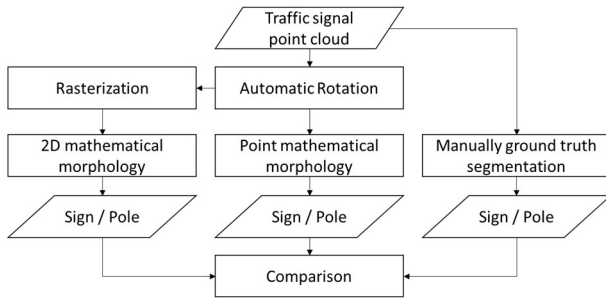 Traffic signal
point cloud
Rasterization
Automatic Rotation
2D mathematical
morphology
Point mathematical
morphology
Manually ground truth
segmentation
Sign / Pole
Sign / Pole
Sign / Pole
Comparison